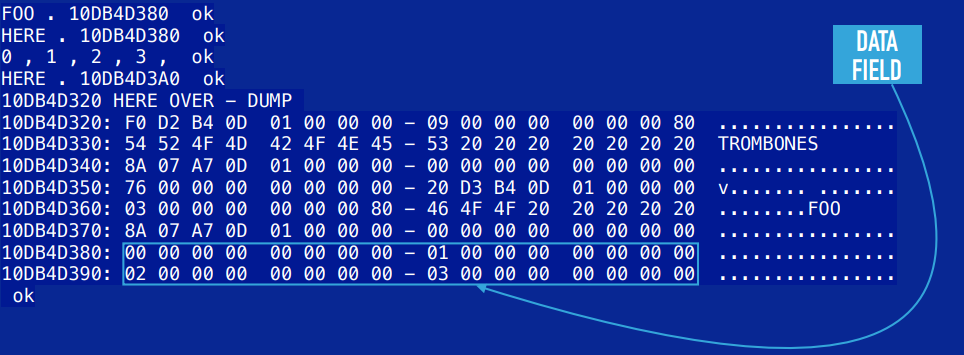 FOO . 10DB4D380  ok
HERE . 10DB4D380  ok
0 , 1 , 2 , 3 ,  ok
HERE . 10DB4D3A0  ok
10DB4D320 HERE OVER – DUMP
10DB4D320: F0 D2 B4 0D  01 00 00 00 – 09 00 00 00  00 00 00 80  ................
10DB4D330: 54 52 4F 4D  42 4F 4E 45 – 53 20 20 20  20 20 20 20  TROMBONES
10DB4D340: 8A 07 A7 0D  01 00 00 00 – 00 00 00 00  00 00 00 00  ................
10DB4D350: 76 00 00 00  00 00 00 00 – 20 D3 B4 0D  01 00 00 00  v....... .......
10DB4D360: 03 00 00 00  00 00 00 80 – 46 4F 4F 20  20 20 20 20  ........FOO
10DB4D370: 8A 07 A7 0D  01 00 00 00 – 00 00 00 00  00 00 00 00  ................
10DB4D380: 00 00 00 00  00 00 00 00 – 01 00 00 00  00 00 00 00  ................
10DB4D390: 02 00 00 00  00 00 00 00 – 03 00 00 00  00 00 00 00  ................
ok
DATA
FIELD